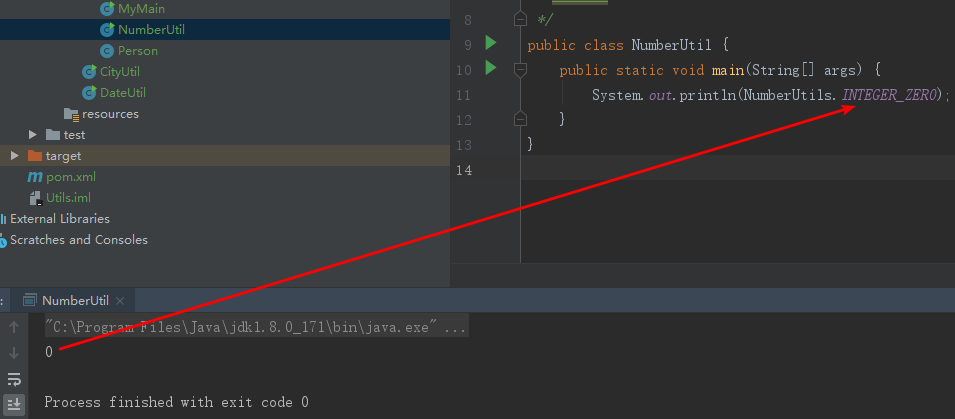 MyMain
NumberUtil
Person
CityUtil
DateUtil
resources
test
target
pom.xml
Utils.iml
External Libraries
Scratches and Consoles
8 */
9 public class NumberUtil {
10 public static void main(String[] args) {
11 System.out.println(NumberUtils.INTEGER_ZERO);
12 }
13 }
14
: NumberUtil ×
"C:\Program Files\Java\jdk1.8.0_171\bin\java.exe" ...
0
Process finished with exit code 0